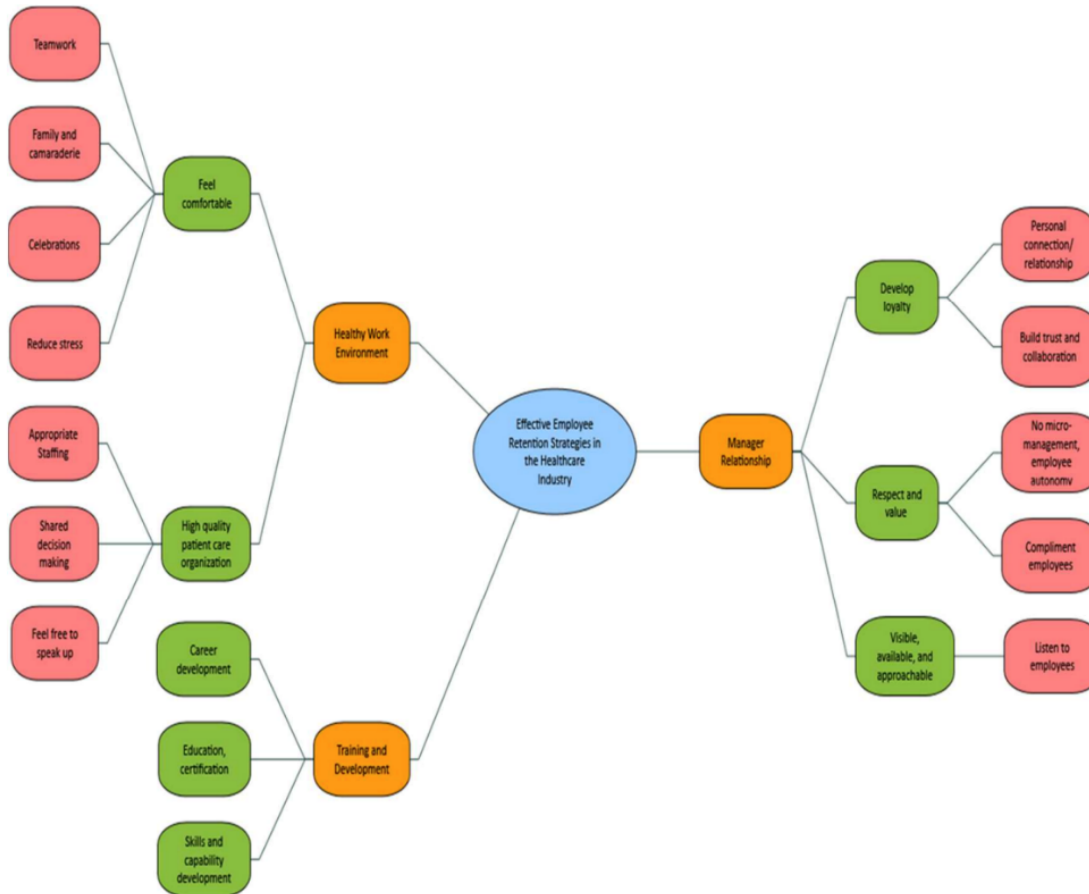 Teamwork
Family and
camaraderie
Celebrations
Reduce stress
Feel
comfortable
Appropriate
Staffing
Shared
decision
making
Feel free to
speak up
High quality
patient care
organization
Healthy Work
Environment
Career
development
Education,
certification
Skills and
capability
development
Training and
Development
Effective Employee
Retention Strategies in
the Healthcare
Industry
Manager
Relationship
Develop
loyalty
Personal
connection/
relationship
Build trust and
collaboration
Respect and
value
No micro-
management,
employee
autonomy
Compliment
employees
Visible,
available, and
approachable
Listen to
employees